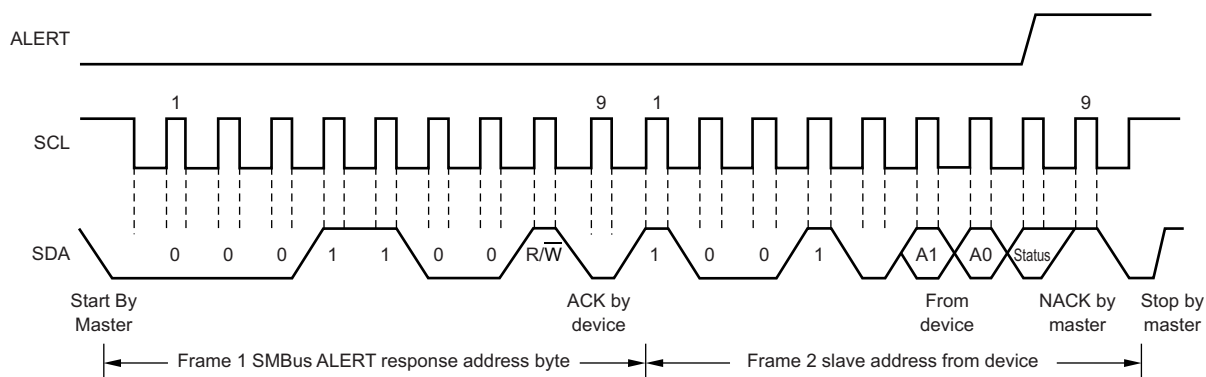 ALERT
1 9 1 9
SCL
SDA 0 0 0 1 1 0 0 R/W 1 0 0 1 A1 A0 Status
Start By Master
ACK by device
From device
NACK by master
Stop by master
Frame 1 SMBus ALERT response address byte
Frame 2 slave address from device